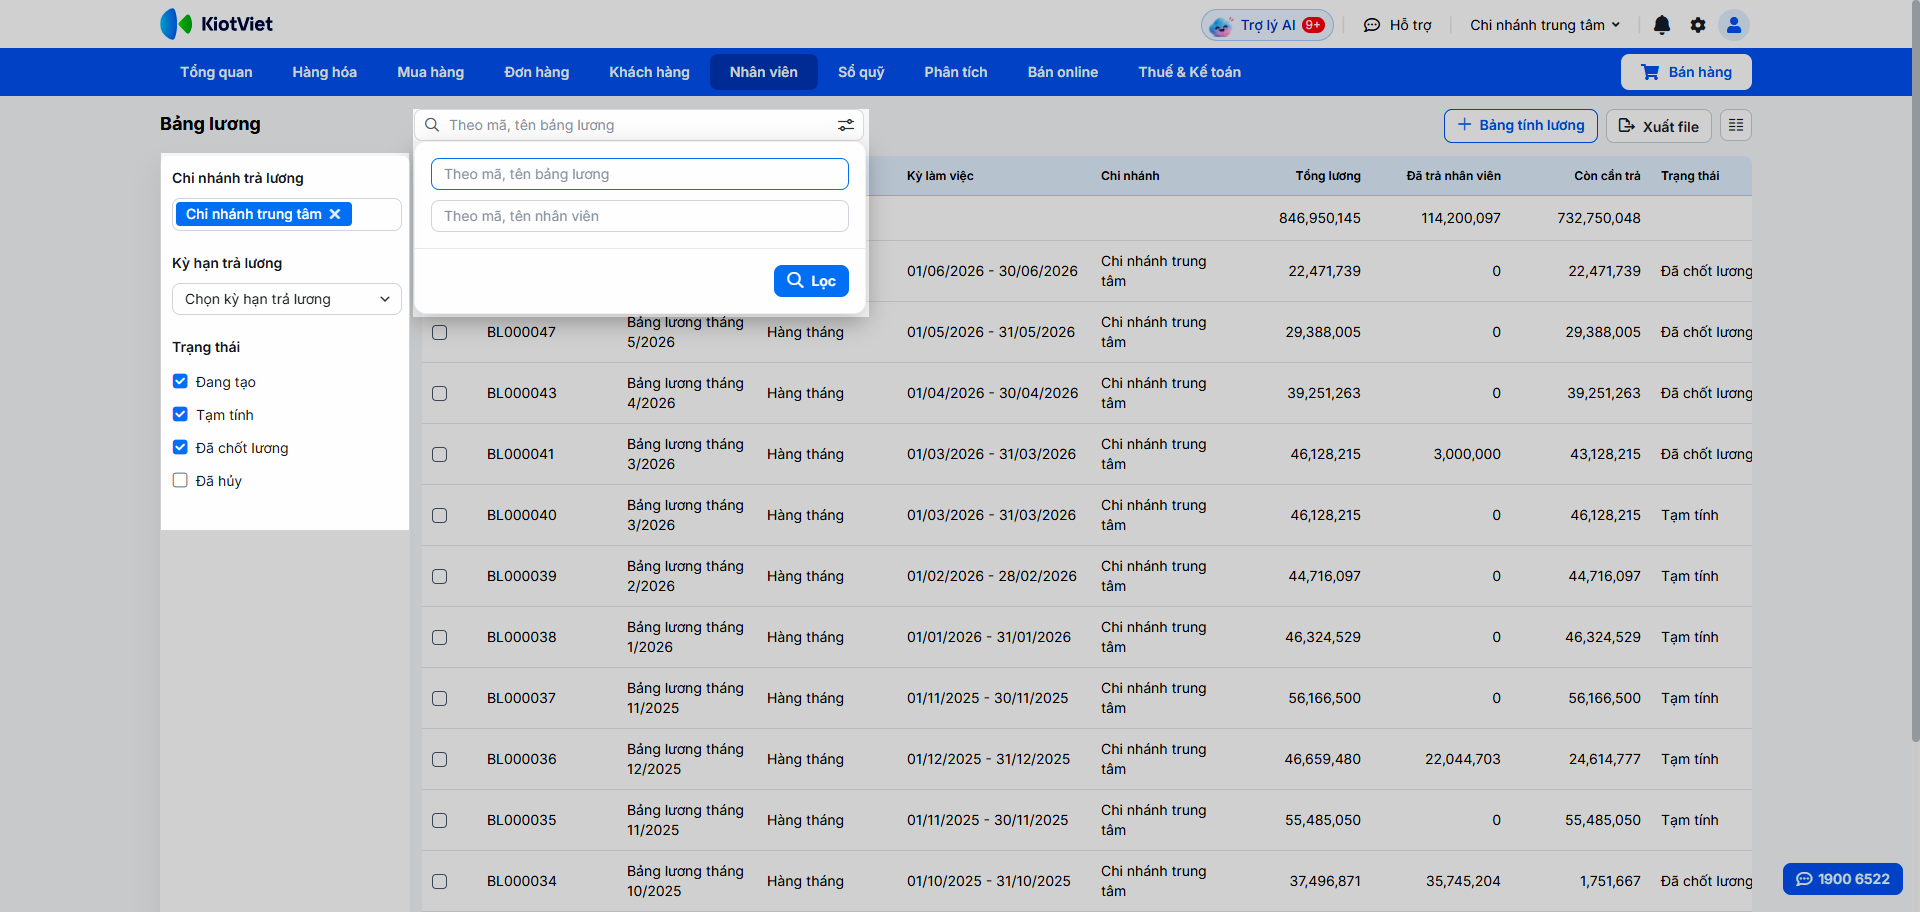 KiotViet
Trợ lý AI 9+
Hỗ trợ
Chi nhánh trung tâm
Tổng quan
Hàng hóa
Mua hàng
Đơn hàng
Khách hàng
Nhân viên
Sổ quỹ
Phân tích
Bán online
Thuế & Kế toán
Bán hàng
Bảng lương
Theo mã, tên bảng lương
Bảng tính lương
Xuất file
Chi nhánh trả lương
Chi nhánh trung tâm
Kỳ hạn trả lương
Chọn kỳ hạn trả lương
Trạng thái
Đang tạo
Tạm tính
Đã chốt lương
Đã hủy
Theo mã, tên bảng lương
Theo mã, tên nhân viên
Lọc
Kỳ làm việc Chi nhánh Tổng lương Đã trả nhân viên Còn cần trả Trạng thái
846,950,145 114,200,097 732,750,048
01/06/2026 - 30/06/2026 Chi nhánh trung tâm 22,471,739 0 22,471,739 Đã chốt lương
BL000047 Bảng lương tháng 5/2026 Hàng tháng 01/05/2026 - 31/05/2026 Chi nhánh trung tâm 29,388,005 0 29,388,005 Đã chốt lương
BL000043 Bảng lương tháng 4/2026 Hàng tháng 01/04/2026 - 30/04/2026 Chi nhánh trung tâm 39,251,263 0 39,251,263 Đã chốt lương
BL000041 Bảng lương tháng 3/2026 Hàng tháng 01/03/2026 - 31/03/2026 Chi nhánh trung tâm 46,128,215 3,000,000 43,128,215 Đã chốt lương
BL000040 Bảng lương tháng 3/2026 Hàng tháng 01/03/2026 - 31/03/2026 Chi nhánh trung tâm 46,128,215 0 46,128,215 Tạm tính
BL000039 Bảng lương tháng 2/2026 Hàng tháng 01/02/2026 - 28/02/2026 Chi nhánh trung tâm 44,716,097 0 44,716,097 Tạm tính
BL000038 Bảng lương tháng 1/2026 Hàng tháng 01/01/2026 - 31/01/2026 Chi nhánh trung tâm 46,324,529 0 46,324,529 Tạm tính
BL000037 Bảng lương tháng 11/2025 Hàng tháng 01/11/2025 - 30/11/2025 Chi nhánh trung tâm 56,166,500 0 56,166,500 Tạm tính
BL000036 Bảng lương tháng 12/2025 Hàng tháng 01/12/2025 - 31/12/2025 Chi nhánh trung tâm 46,659,480 22,044,703 24,614,777 Tạm tính
BL000035 Bảng lương tháng 11/2025 Hàng tháng 01/11/2025 - 30/11/2025 Chi nhánh trung tâm 55,485,050 0 55,485,050 Tạm tính
BL000034 Bảng lương tháng 10/2025 Hàng tháng 01/10/2025 - 31/10/2025 Chi nhánh trung tâm 37,496,871 35,745,204 1,751,667 Đã chốt lương
1900 6522